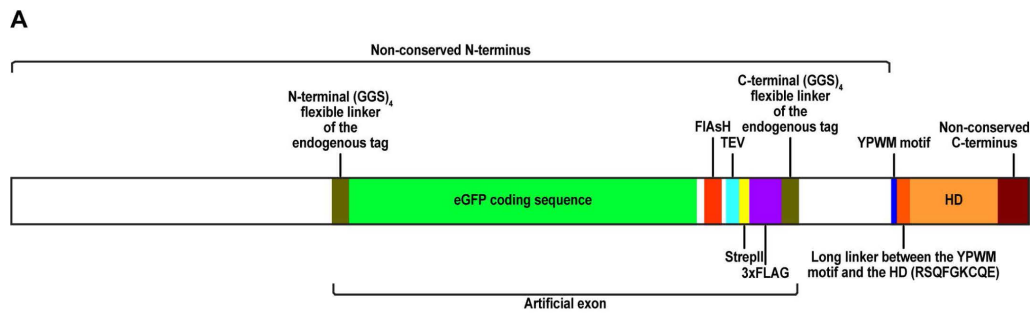 A
Non-conserved N-terminus
N-terminal (GGS)4
flexible linker
of the
endogenous tag
C-terminal (GGS)4
flexible linker
of the
endogenous tag
FlAsH
TEV
YPWM motif
Non-conserved
C-terminus
eGFP coding sequence
HD
StrepII
3xFLAG
Long linker between the YPWM
motif and the HD (RSQFGKCQE)
Artificial exon